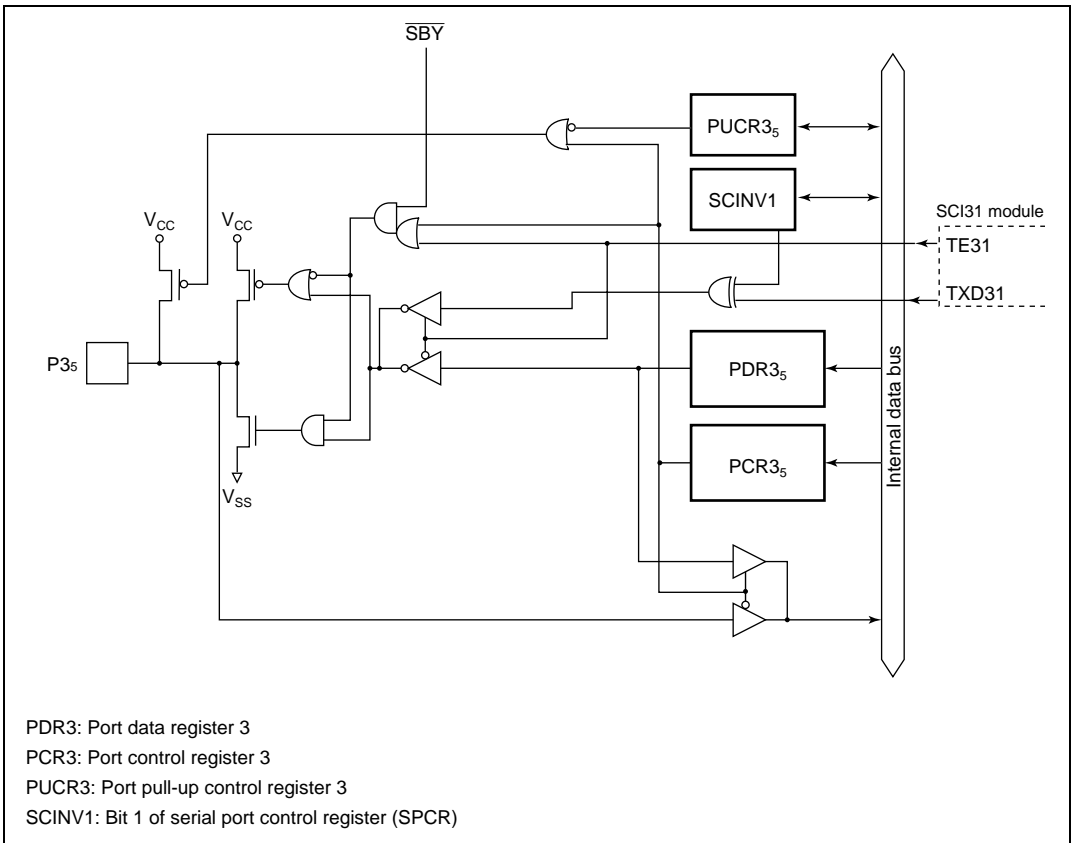 SBY
PUCR3₅
SCINV1
SCI31 module
V_CC
V_CC
TE31
TXD31
P3₅
PDR3₅
Internal data bus
PCR3₅
V_SS
PDR3: Port data register 3
PCR3: Port control register 3
PUCR3: Port pull-up control register 3
SCINV1: Bit 1 of serial port control register (SPCR)